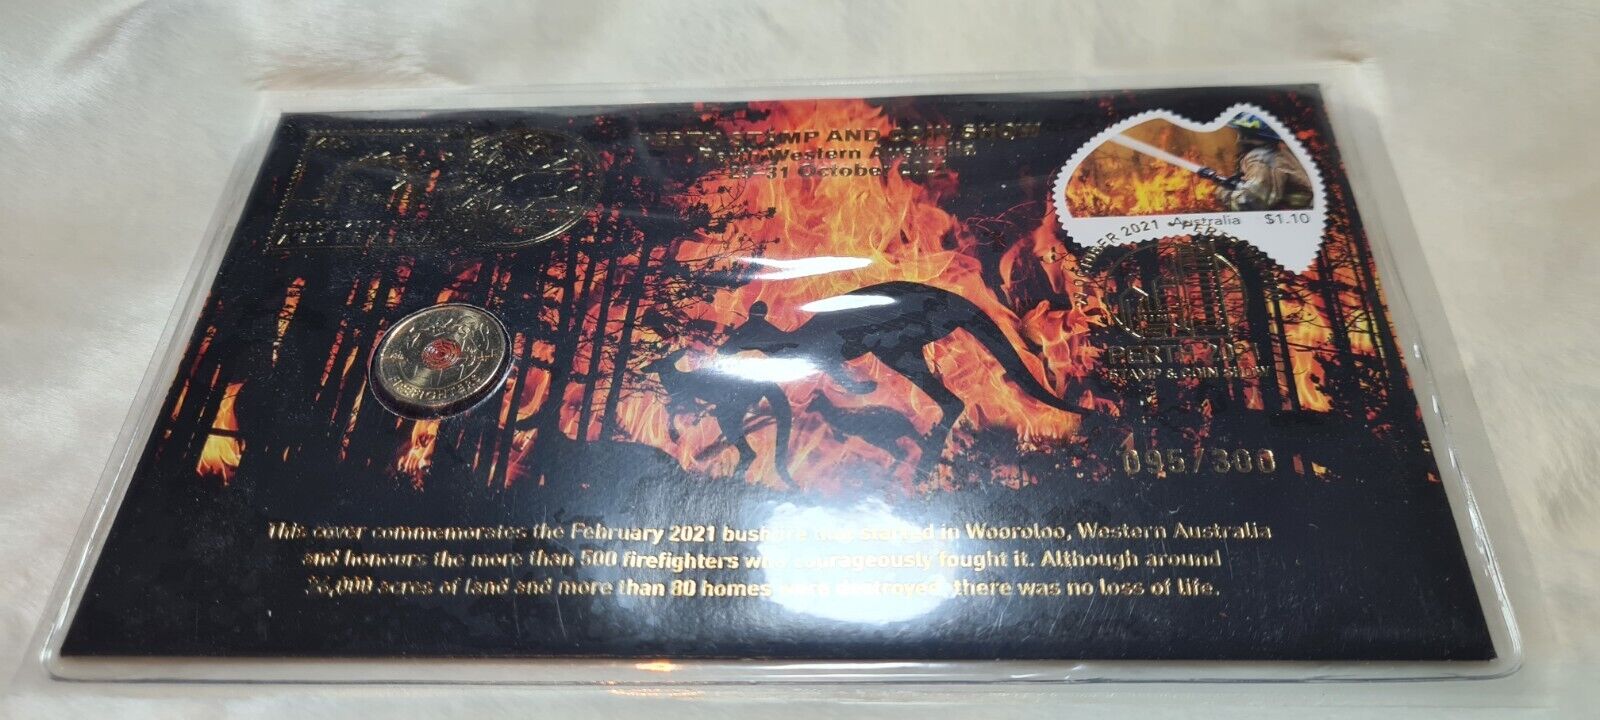 STAMP AND COIN SHOW
Western Australia
31 October
Australia $1.10
2021 PERTH
PERTH 2021
STAMP & COIN SHOW
FIREFIGHTERS
095/300
This cover commemorates the February 2021 bushfire that started in Wooroloo, Western Australia
and honours the more than 500 firefighters who courageously fought it. Although around
acres of land and more than 80 homes were destroyed, there was no loss of life.